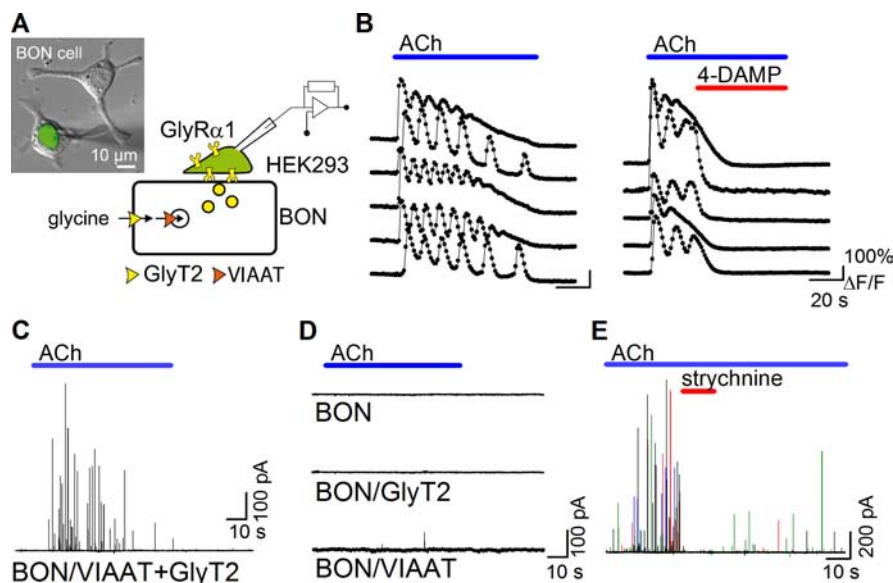 A
BON cell
10 µm
GlyRα1
HEK293
BON
glycine
GlyT2 VIAAT
B
ACh
ACh
4-DAMP
100%
ΔF/F
20 s
C
ACh
100 pA
10 s
BON/VIAAT+GlyT2
D
ACh
BON
BON/GlyT2
BON/VIAAT
100 pA
10 s
E
ACh
strychnine
200 pA
10 s